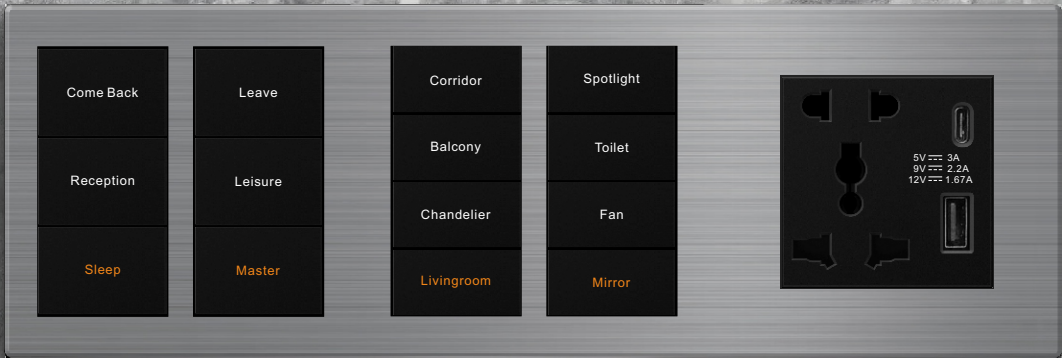 Come Back
Reception
Sleep
Leave
Leisure
Master
Corridor
Balcony
Chandelier
Livingroom
Spotlight
Toilet
Fan
Mirror
5V 3A
9V 2.2A
12V 1.67A